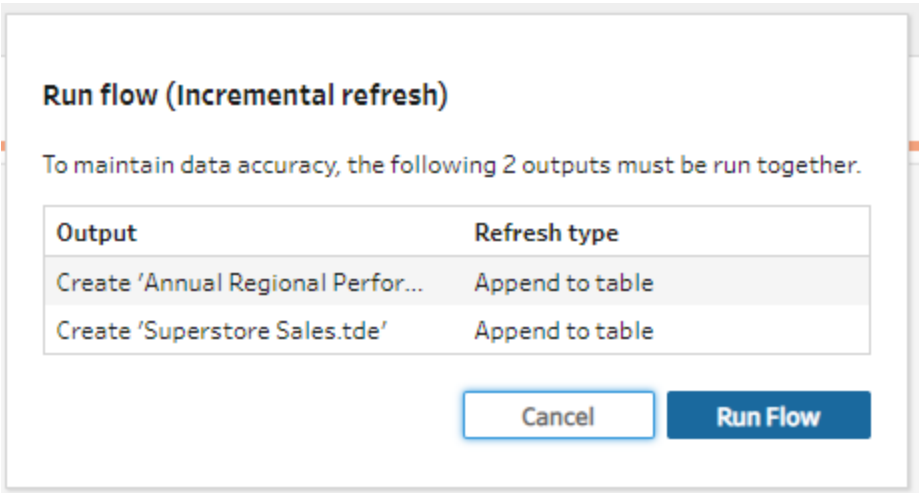 Run flow (Incremental refresh)
To maintain data accuracy, the following 2 outputs must be run together.
Output Refresh type
Create 'Annual Regional Perfor... Append to table
Create 'Superstore Sales.tde' Append to table
Cancel Run Flow